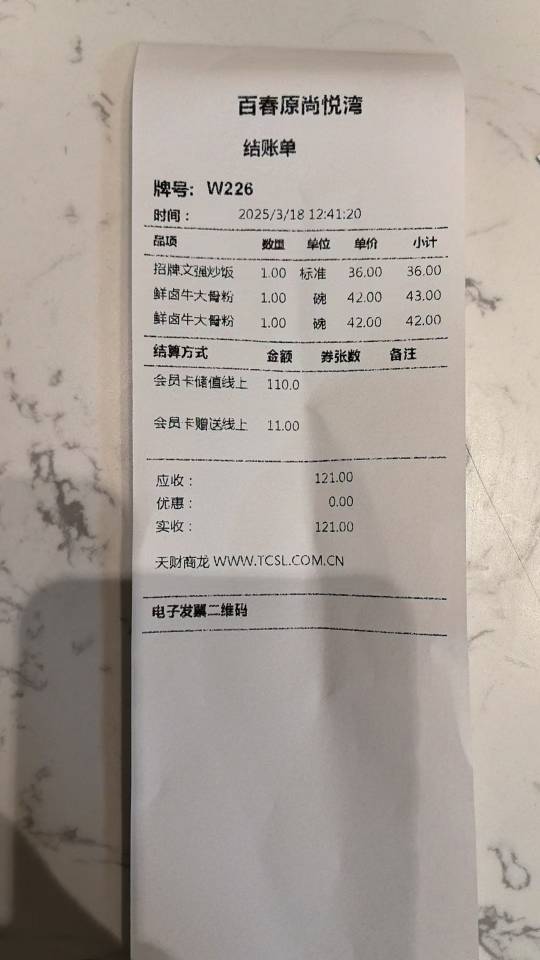 百春原尚悦湾
结账单
牌号: W226
时间： 2025/3/18 12:41:20
品项 数量 单位 单价 小计
招牌文强炒饭 1.00 标准 36.00 36.00
鲜卤牛大骨粉 1.00 碗 42.00 43.00
鲜卤牛大骨粉 1.00 碗 42.00 42.00
结算方式 金额 券张数 备注
会员卡储值线上 110.0
会员卡赠送线上 11.00
应收： 121.00
优惠： 0.00
实收： 121.00
天财商龙 WWW.TCSL.COM.CN
电子发票二维码